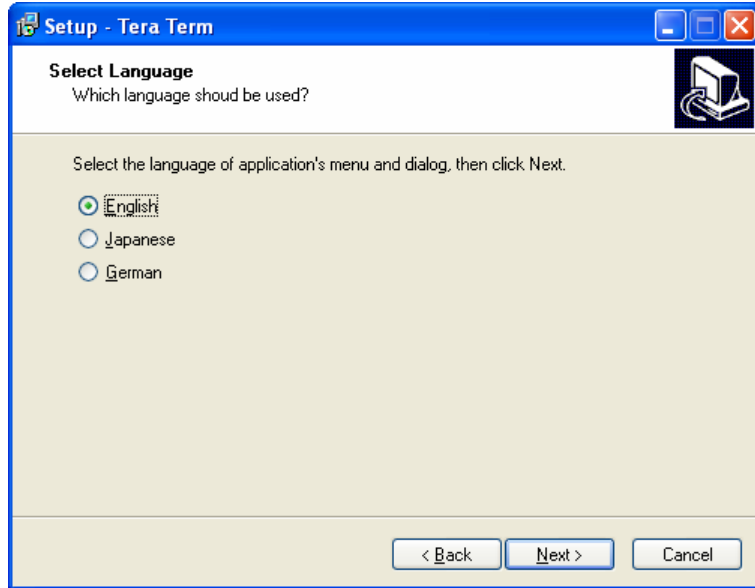 Setup - Tera Term
Select Language
Which language shoud be used?
Select the language of application's menu and dialog, then click Next.
English
Japanese
German
< Back
Next >
Cancel